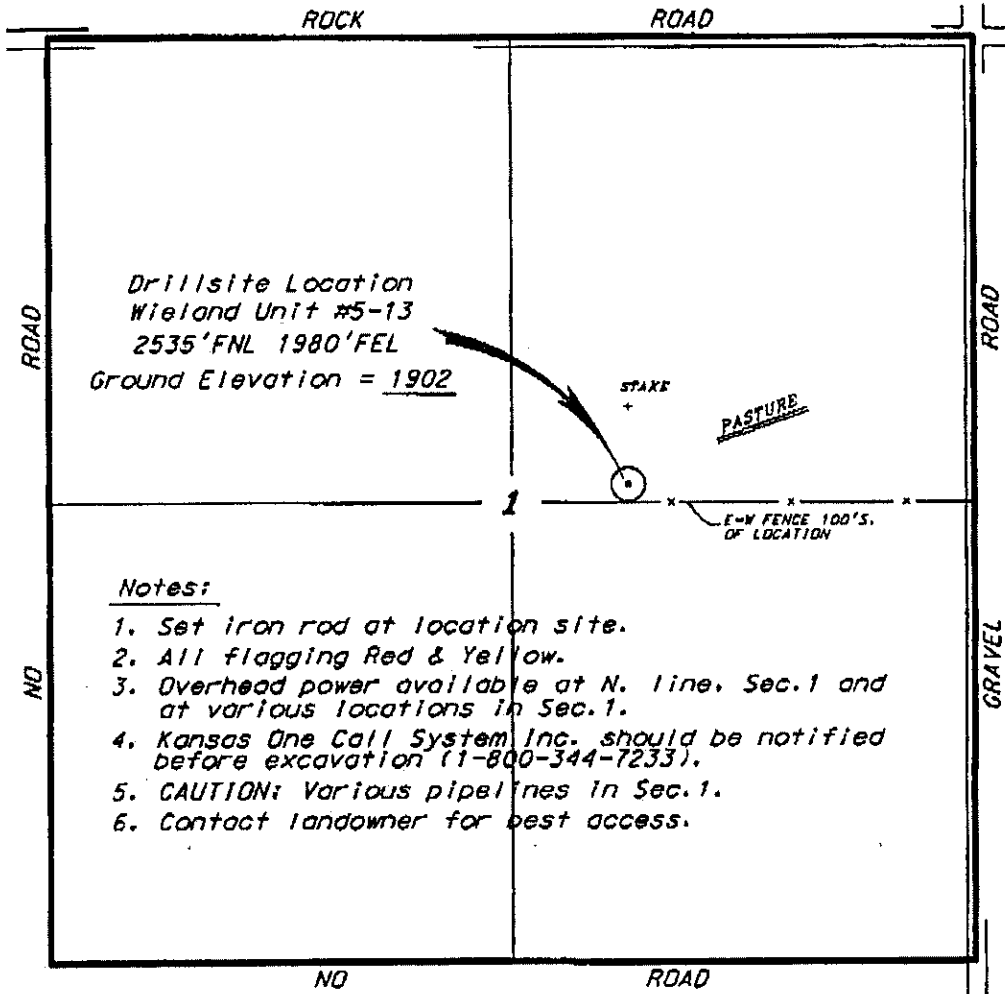 ROCK ROAD
ROAD
ROAD
Drillsite Location
Wieland Unit #5-13
2535'FNL 1980'FEL
Ground Elevation = 1902
STAKE
PASTURE
1
E-W FENCE 100'S.
OF LOCATION
Notes:
1. Set iron rod at location site.
2. All flagging Red & Yellow.
3. Overhead power available at N. line, Sec.1 and
at various locations in Sec.1.
4. Kansas One Call System Inc. should be notified
before excavation (1-800-344-7233).
5. CAUTION: Various pipelines in Sec.1.
6. Contact landowner for best access.
NO
GRAVEL
NO ROAD